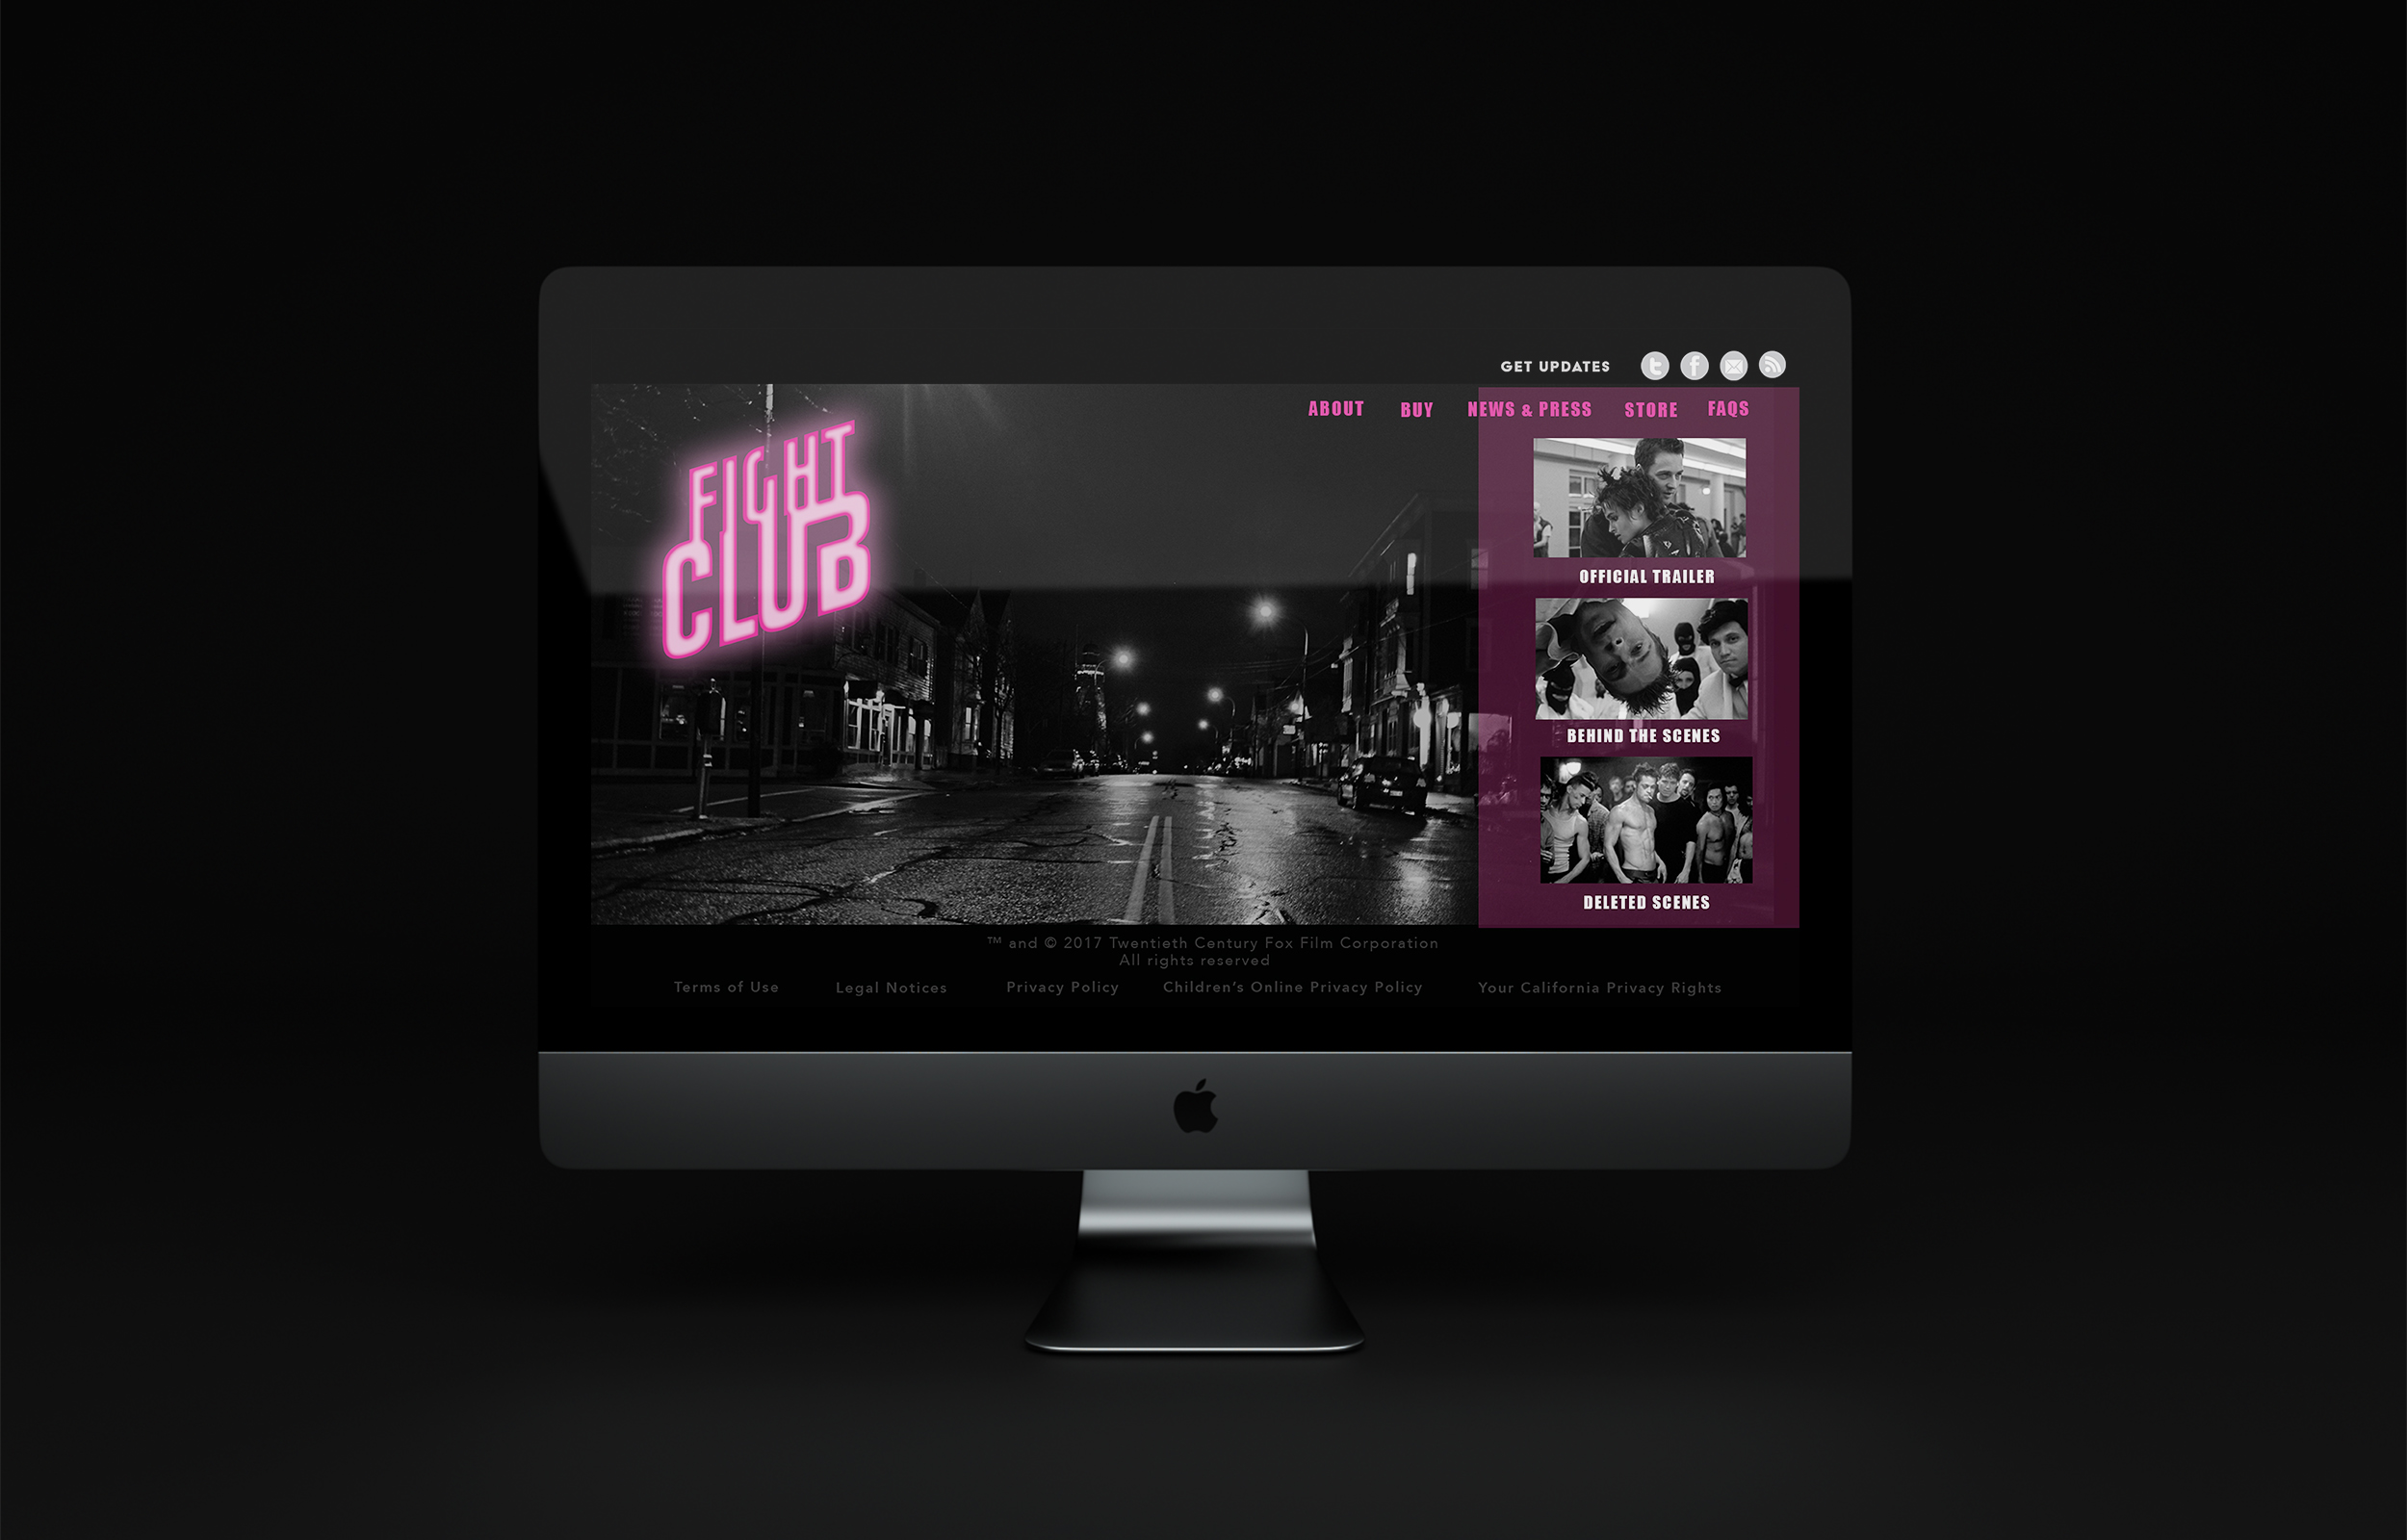 GET UPDATES
ABOUT BUY NEWS & PRESS STORE FAQS
FIGHT
CLUB
OFFICIAL TRAILER
BEHIND THE SCENES
DELETED SCENES
™ and © 2017 Twentieth Century Fox Film Corporation
All rights reserved
Terms of Use Legal Notices Privacy Policy Children's Online Privacy Policy Your California Privacy Rights